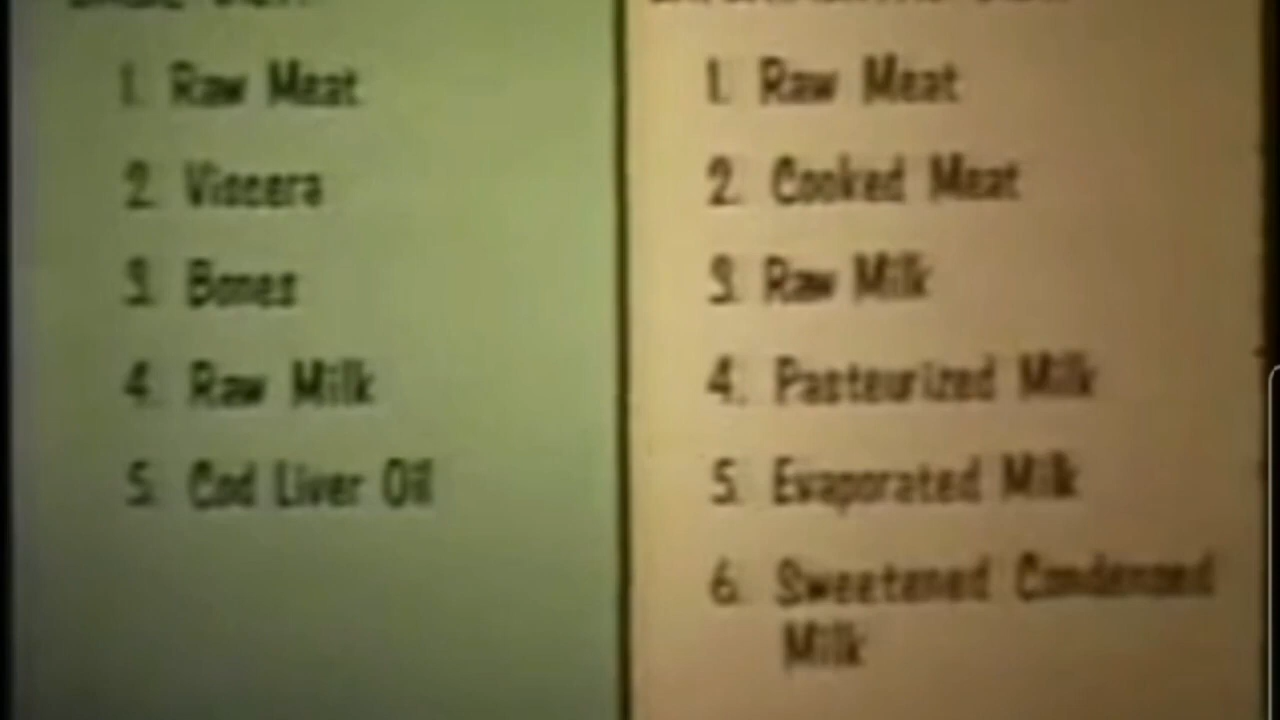 1. Raw Meat
2. Viscera
3. Bones
4. Raw Milk
5. Cod Liver Oil
1. Raw Meat
2. Cooked Meat
3. Raw Milk
4. Pasteurized Milk
5. Evaporated Milk
6. Sweetened Condensed
Milk